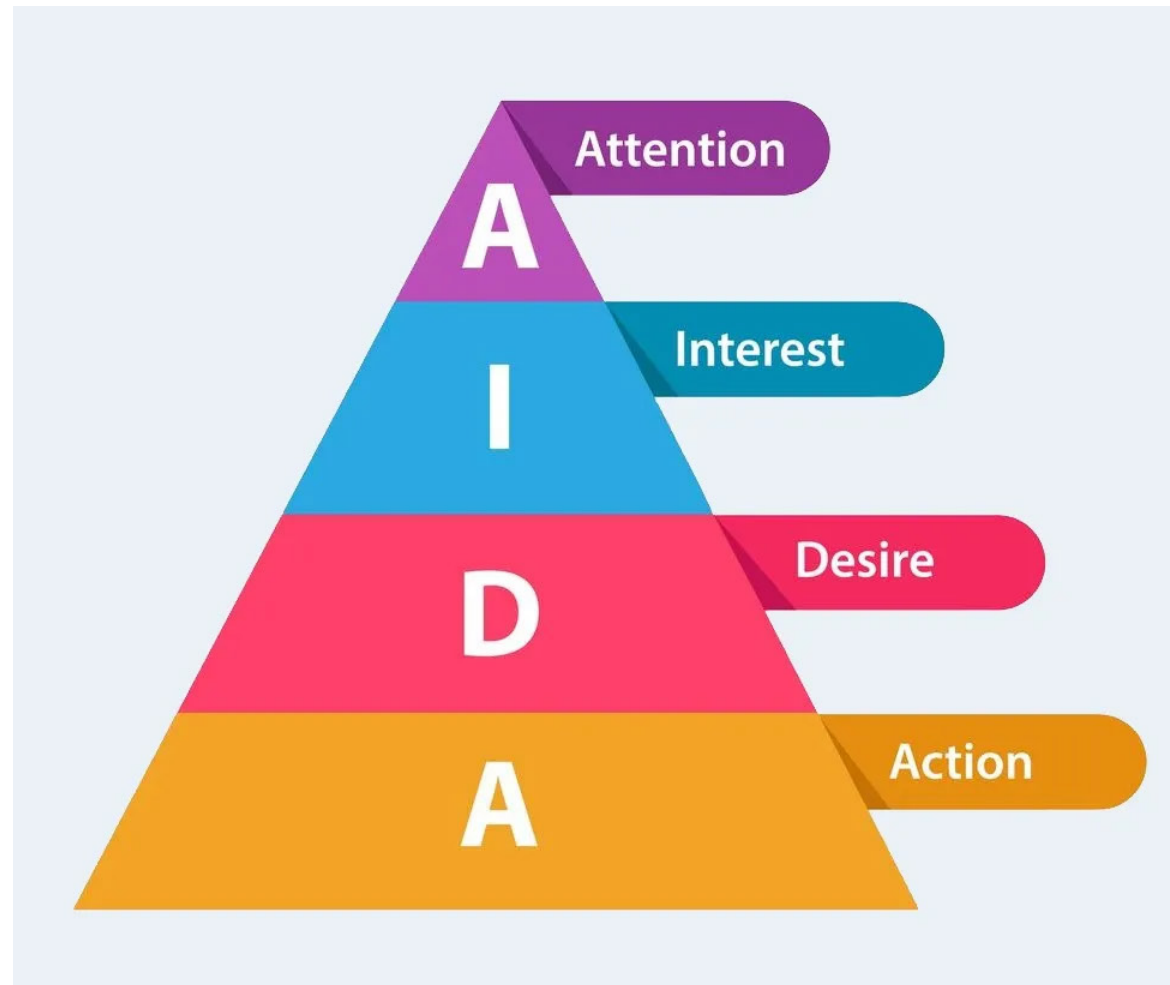 Attention
A
Interest
I
Desire
D
Action
A